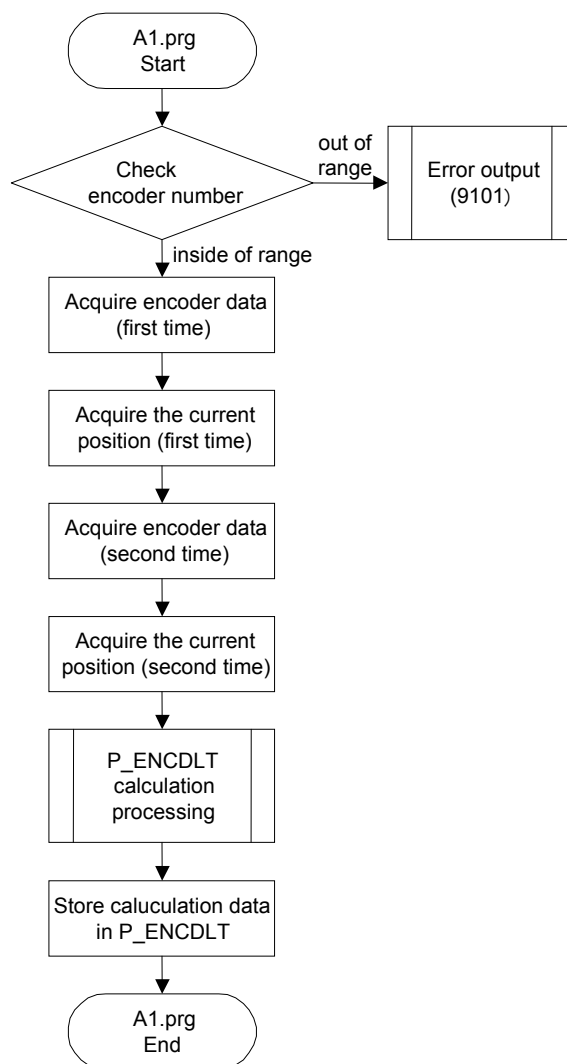 A1.prg
Start
Check
encoder number
out of
range
Error output
(9101)
inside of range
Acquire encoder data
(first time)
Acquire the current
position (first time)
Acquire encoder data
(second time)
Acquire the current
position (second time)
P_ENCDLT
calculation
processing
Store caluculation data
in P_ENCDLT
A1.prg
End